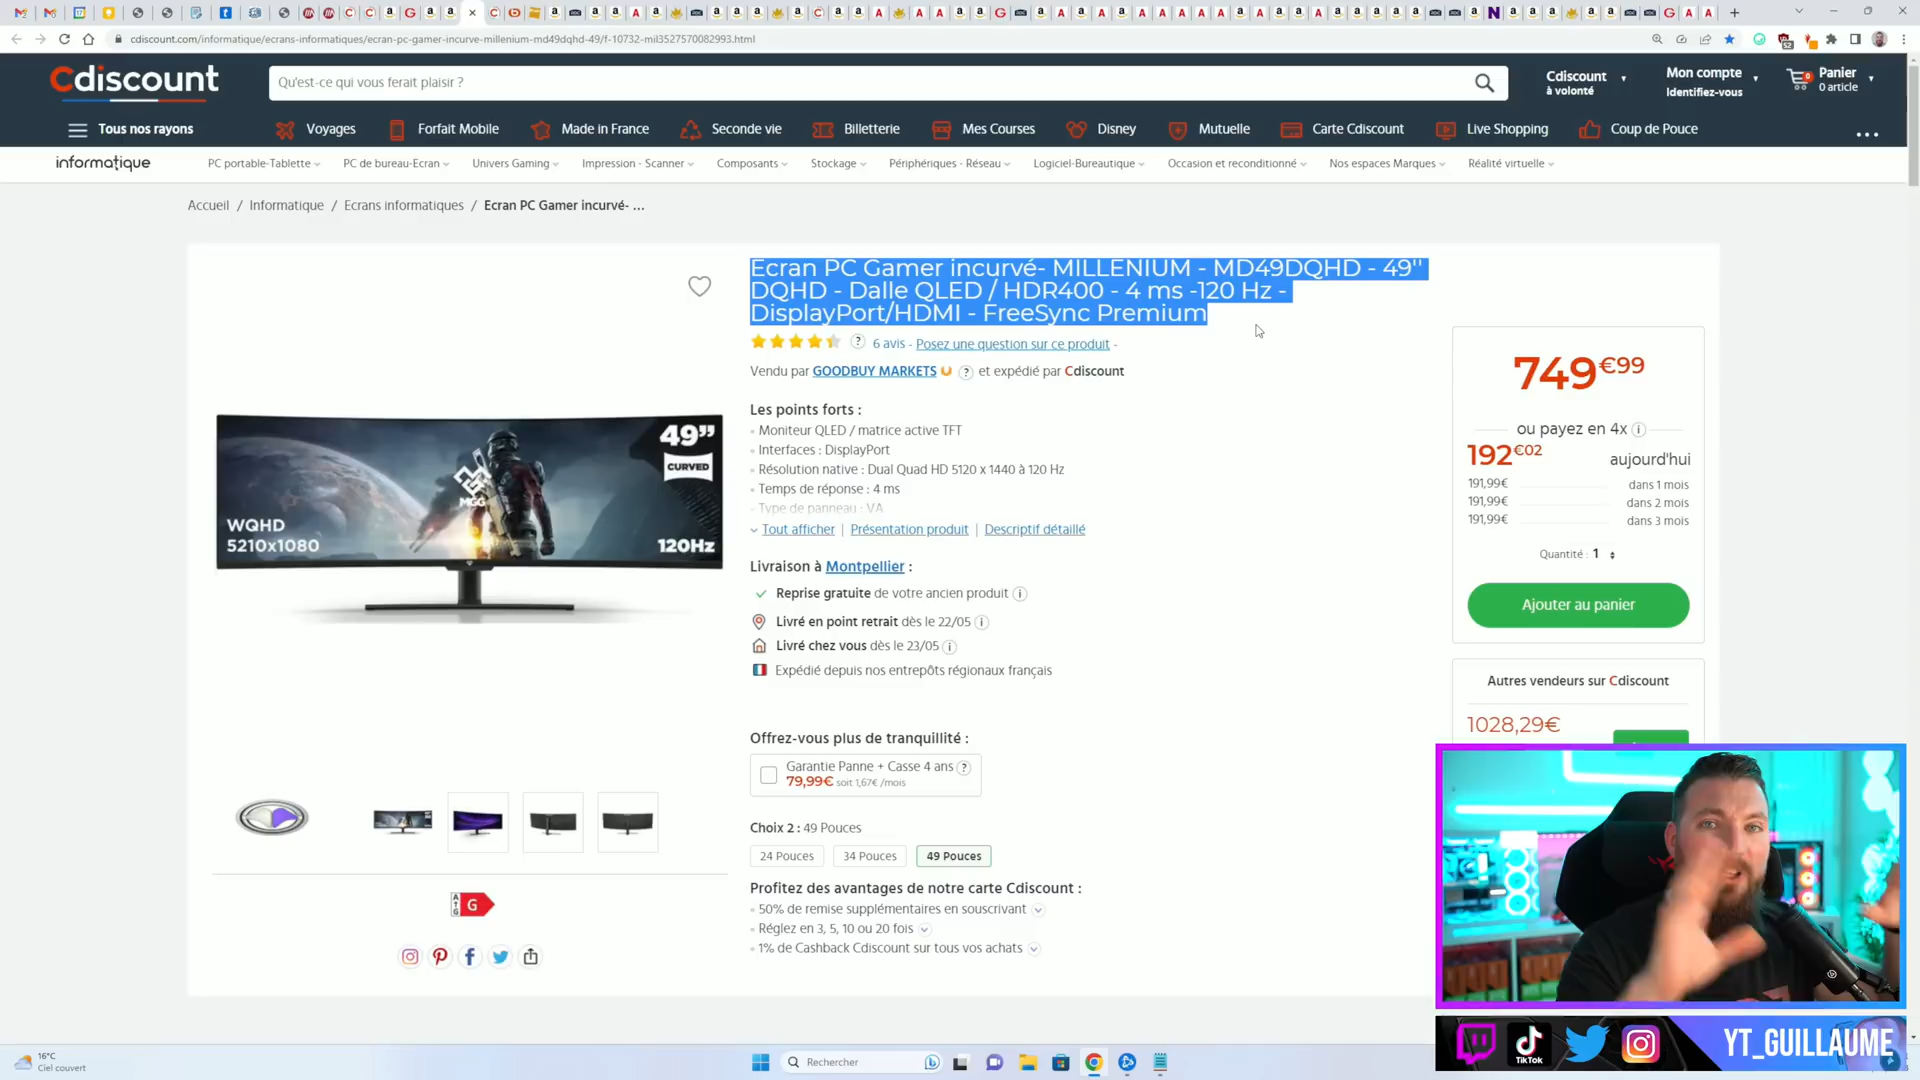 cdiscount.com/informatique/ecrans-informatiques/ecran-pc-gamer-incurve-millenium-md49dqhd-49/f-10732-mil3527570082993.html
Cdiscount
Qu'est-ce qui vous ferait plaisir ?
Cdiscount
à volonté
Mon compte
Identifiez-vous
0
Panier
0 article
Tous nos rayons
Voyages
Forfait Mobile
Made in France
Seconde vie
Billetterie
Mes Courses
Disney
Mutuelle
Carte Cdiscount
Live Shopping
Coup de Pouce
informatique
PC portable-Tablette
PC de bureau-Ecran
Univers Gaming
Impression - Scanner
Composants
Stockage
Périphériques - Réseau
Logiciel-Bureautique
Occasion et reconditionné
Nos espaces Marques
Réalité virtuelle
Accueil / Informatique / Ecrans informatiques / Ecran PC Gamer incurvé- ...
Ecran PC Gamer incurvé- MILLENIUM - MD49DQHD - 49''
DQHD - Dalle QLED / HDR400 - 4 ms -120 Hz -
DisplayPort/HDMI - FreeSync Premium
6 avis - Posez une question sur ce produit -
Vendu par GOODBUY MARKETS et expédié par Cdiscount
Les points forts :
Moniteur QLED / matrice active TFT
Interfaces : DisplayPort
Résolution native : Dual Quad HD 5120 x 1440 à 120 Hz
Temps de réponse : 4 ms
Type de panneau : VA
Tout afficher | Présentation produit | Descriptif détaillé
49”
CURVED
MGG
WQHD
5210x1080
120Hz
Livraison à Montpellier :
Reprise gratuite de votre ancien produit
Livré en point retrait dès le 22/05
Livré chez vous dès le 23/05
Expédié depuis nos entrepôts régionaux français
Offrez-vous plus de tranquillité :
Garantie Panne + Casse 4 ans
79,99€ soit 1,67€ /mois
Choix 2 : 49 Pouces
24 Pouces
34 Pouces
49 Pouces
Profitez des avantages de notre carte Cdiscount :
50% de remise supplémentaires en souscrivant
Réglez en 3, 5, 10 ou 20 fois
1% de Cashback Cdiscount sur tous vos achats
A
G
G
749€99
ou payez en 4x
192€02
aujourd'hui
191,99€ dans 1 mois
191,99€ dans 2 mois
191,99€ dans 3 mois
Quantité : 1
Ajouter au panier
Autres vendeurs sur Cdiscount
1028,29€
TikTok
YT_GUILLAUME
16°C
Ciel couvert
Rechercher